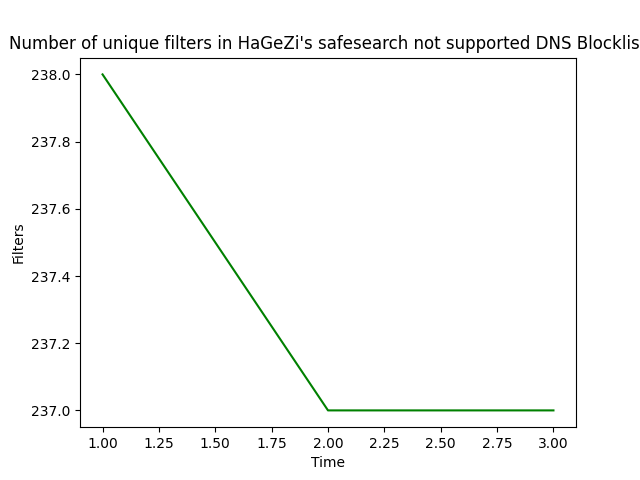 Number of unique filters in HaGeZi's safesearch not supported DNS Blocklis
238.0
237.8
237.6
237.4
237.2
237.0
Filters
1.00 1.25 1.50 1.75 2.00 2.25 2.50 2.75 3.00
Time